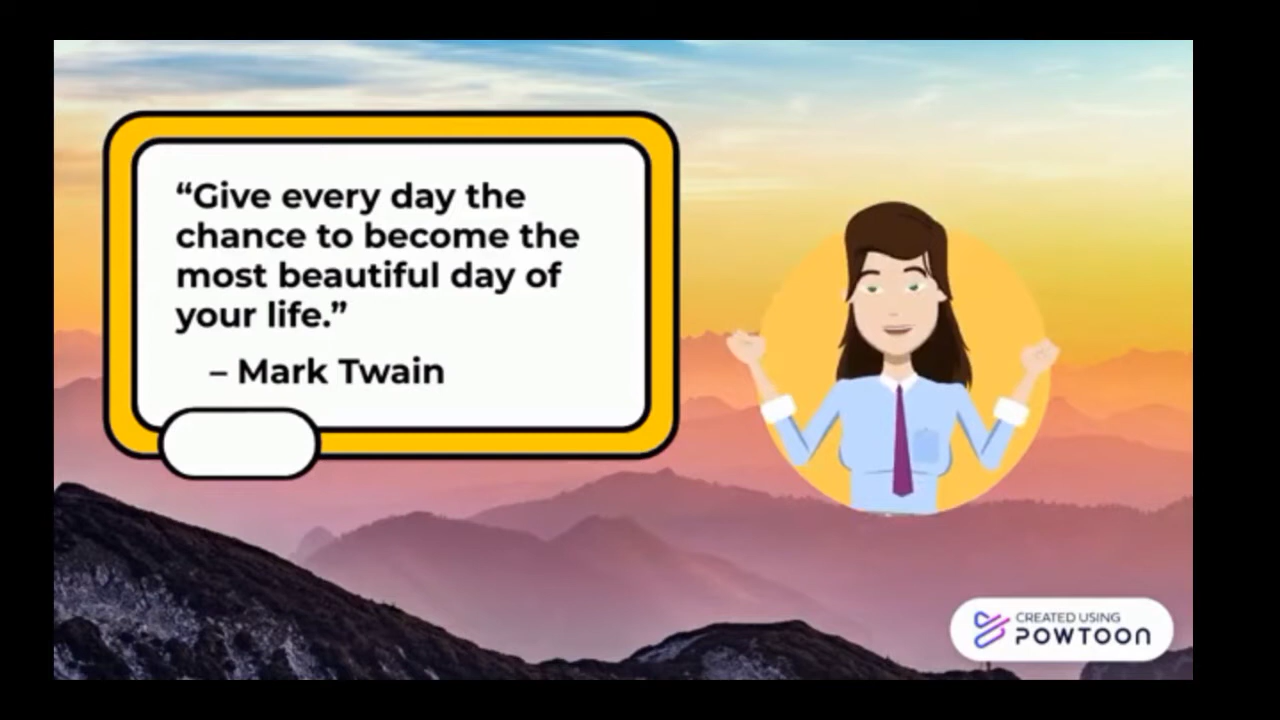 “Give every day the
chance to become the
most beautiful day of
your life.”
– Mark Twain
CREATED USING
POWTOON